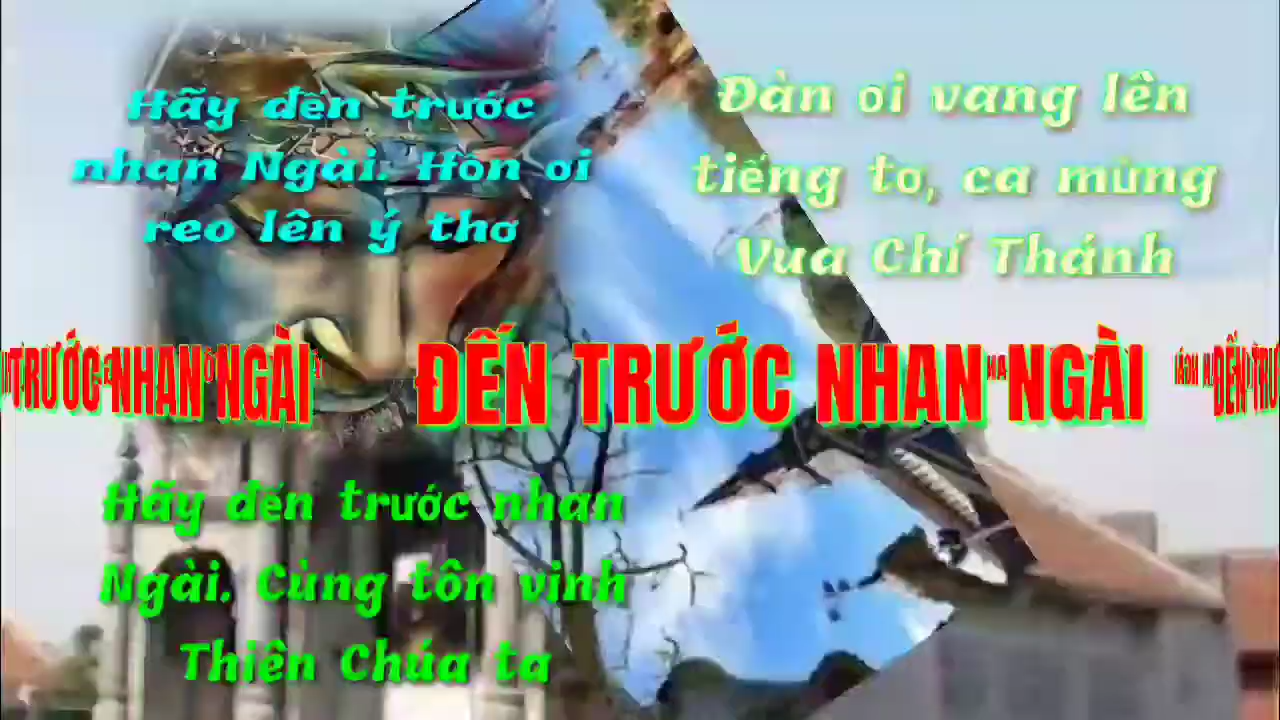 Hãy đến trước
nhan Ngài. Hồn ơi
reo lên ý thơ
Đàn ơi vang lên
tiếng tơ, ca mừng
Vua Chí Thánh
TRƯỚC NHAN NGÀI
ĐẾN TRƯỚC NHAN NGÀI
ĐẾN
Hãy đến trước nhan
Ngài. Cùng tôn vinh
Thiên Chúa ta